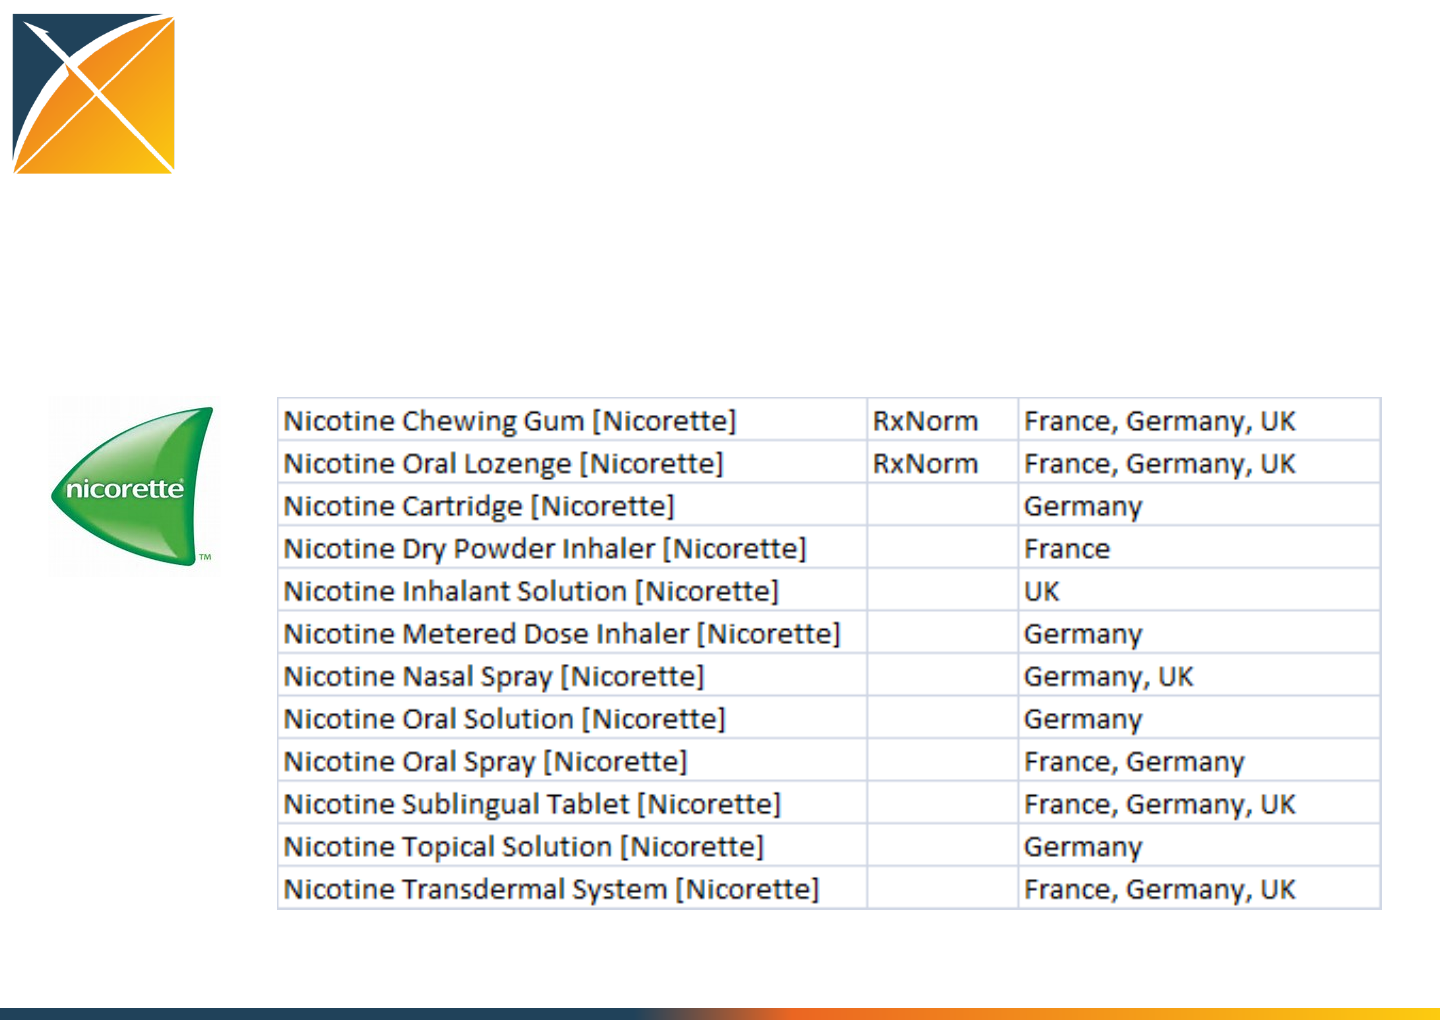 nicorette
™
Nicotine Chewing Gum [Nicorette] RxNorm France, Germany, UK
Nicotine Oral Lozenge [Nicorette] RxNorm France, Germany, UK
Nicotine Cartridge [Nicorette] Germany
Nicotine Dry Powder Inhaler [Nicorette] France
Nicotine Inhalant Solution [Nicorette] UK
Nicotine Metered Dose Inhaler [Nicorette] Germany
Nicotine Nasal Spray [Nicorette] Germany, UK
Nicotine Oral Solution [Nicorette] Germany
Nicotine Oral Spray [Nicorette] France, Germany
Nicotine Sublingual Tablet [Nicorette] France, Germany, UK
Nicotine Topical Solution [Nicorette] Germany
Nicotine Transdermal System [Nicorette] France, Germany, UK